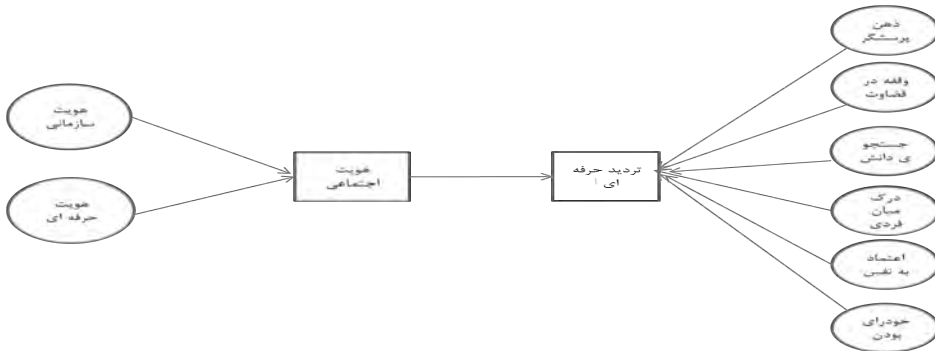 ذهن
پرسشگر
وقفه در
قضاوت
جستجو
ی دانش
درک
میان
فردی
اعتماد
به نفس
خودرای
بودن
تردید حرفه
ای
هویت
اجتماعی
هویت
سازمانی
هویت
حرفه ای